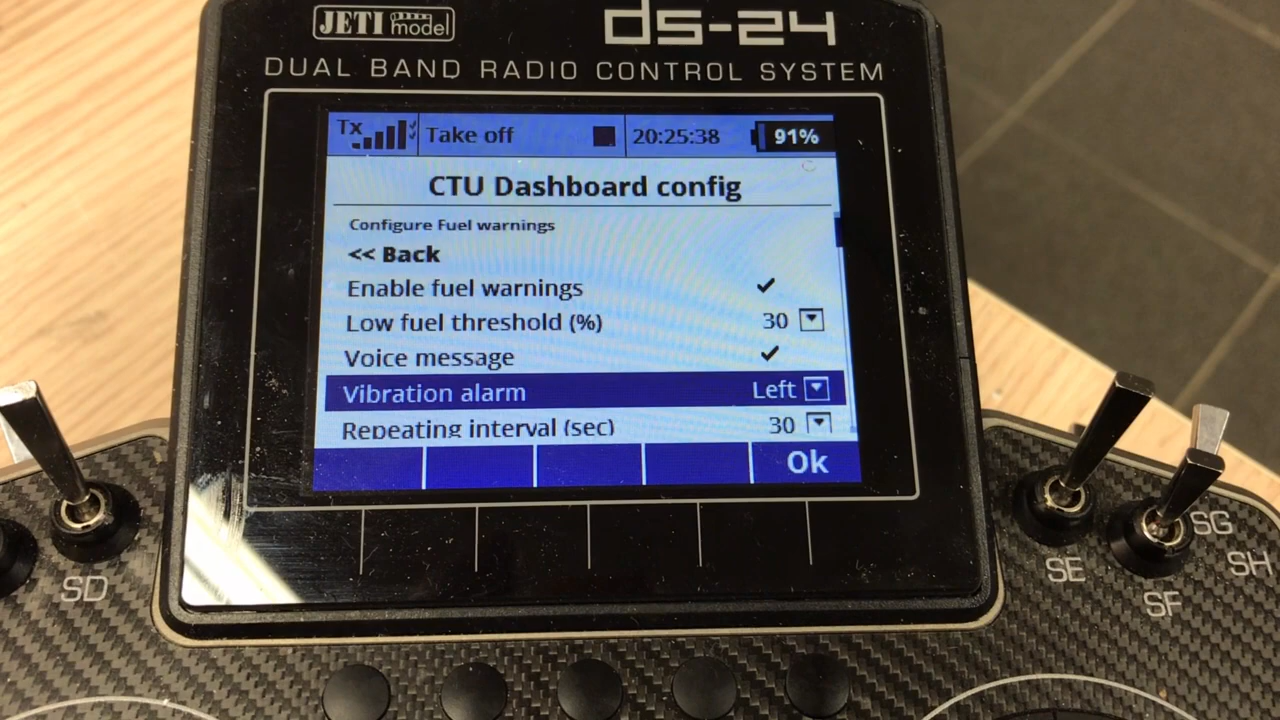 JETI model
ds-24
DUAL BAND RADIO CONTROL SYSTEM
Tx Take off 20:25:38 91%
CTU Dashboard config
Configure Fuel warnings
<< Back
Enable fuel warnings
Low fuel threshold (%) 30
Voice message
Vibration alarm Left
Repeating interval (sec) 30
Ok
SD
SE
SF
SG
SH